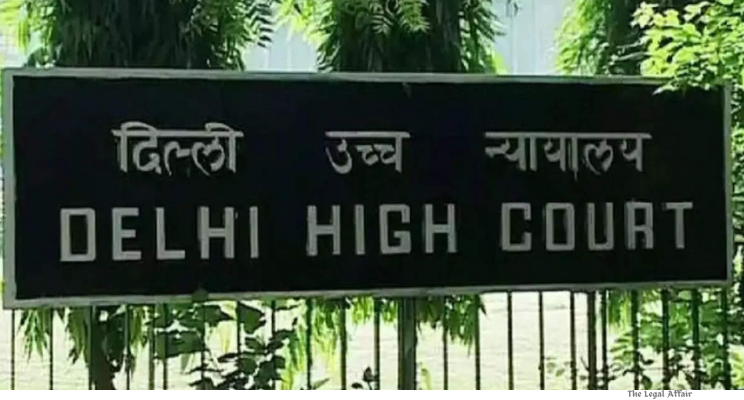 दिल्ली उच्च न्यायालय
DELHI HIGH COURT
The Legal Affair